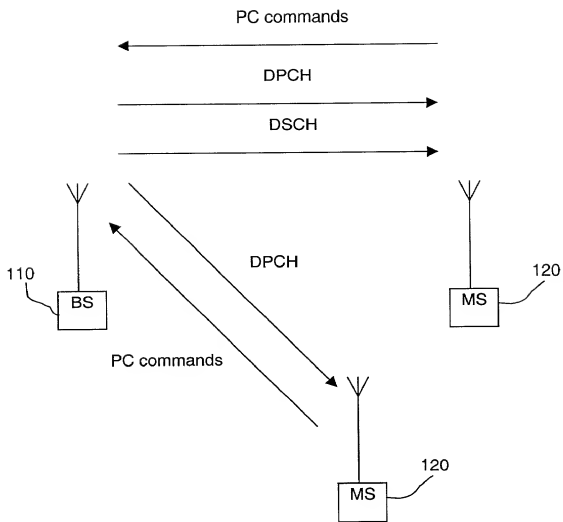 PC commands
DPCH
DSCH
DPCH
110
BS
120
MS
PC commands
120
MS